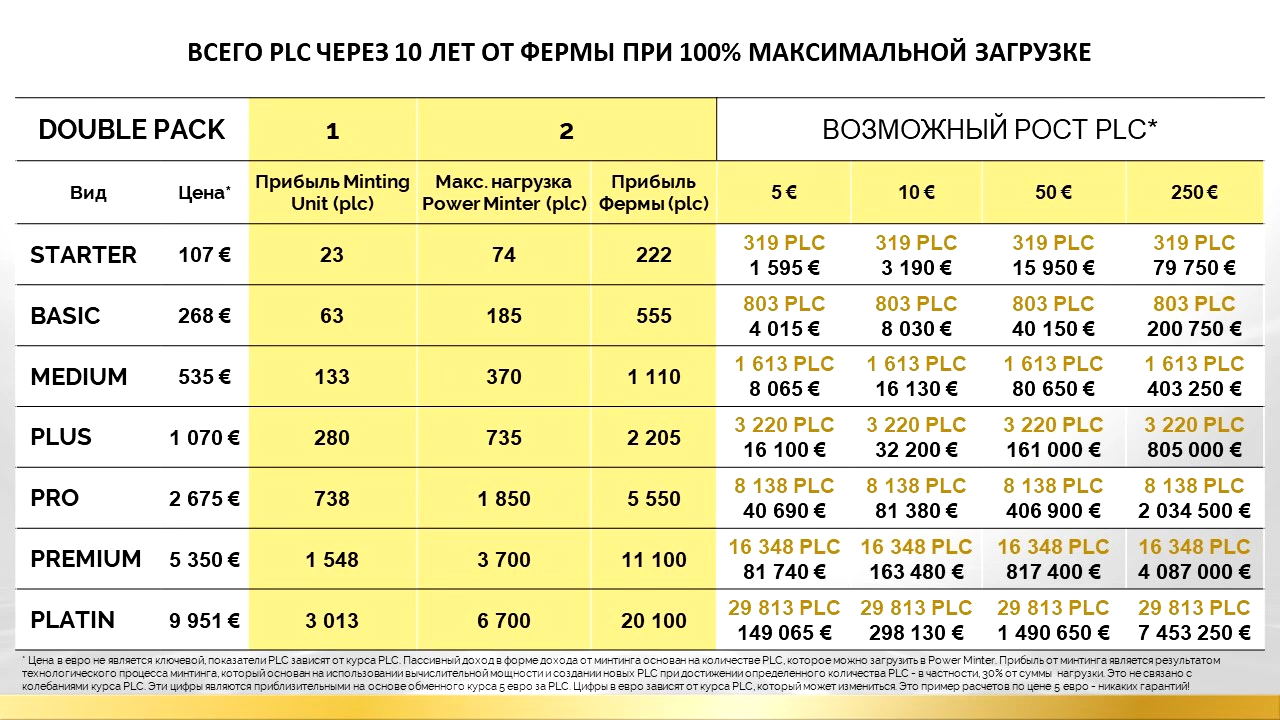 ВСЕГО PLC ЧЕРЕЗ 10 ЛЕТ ОТ ФЕРМЫ ПРИ 100% МАКСИМАЛЬНОЙ ЗАГРУЗКЕ
DOUBLE PACK 1 2 ВОЗМОЖНЫЙ РОСТ PLC*
Вид Цена* Прибыль Minting Unit (plc) Макс. нагрузка Power Minter (plc) Прибыль Фермы (plc) 5 € 10 € 50 € 250 €
STARTER 107 € 23 74 222 319 PLC 319 PLC 319 PLC 319 PLC
1 595 € 3 190 € 15 950 € 79 750 €
BASIC 268 € 63 185 555 803 PLC 803 PLC 803 PLC 803 PLC
4 015 € 8 030 € 40 150 € 200 750 €
MEDIUM 535 € 133 370 1 110 1 613 PLC 1 613 PLC 1 613 PLC 1 613 PLC
8 065 € 16 130 € 80 650 € 403 250 €
PLUS 1 070 € 280 735 2 205 3 220 PLC 3 220 PLC 3 220 PLC 3 220 PLC
16 100 € 32 200 € 161 000 € 805 000 €
PRO 2 675 € 738 1 850 5 550 8 138 PLC 8 138 PLC 8 138 PLC 8 138 PLC
40 690 € 81 380 € 406 900 € 2 034 500 €
PREMIUM 5 350 € 1 548 3 700 11 100 16 348 PLC 16 348 PLC 16 348 PLC 16 348 PLC
81 740 € 163 480 € 817 400 € 4 087 000 €
PLATIN 9 951 € 3 013 6 700 20 100 29 813 PLC 29 813 PLC 29 813 PLC 29 813 PLC
149 065 € 298 130 € 1 490 650 € 7 453 250 €
* Цена в евро не является ключевой, показатели PLC зависят от курса PLC. Пассивный доход в форме дохода от минтинга основан на количестве PLC, которое можно загрузить в Power Minter. Прибыль от минтинга является результатом
технологического процесса минтинга, который основан на использовании вычислительной мощности и создании новых PLC при достижении определенного количества PLC - в частности, 30% от суммы нагрузки. Это не связано с
колебаниями курса PLC. Эти цифры являются приблизительными на основе обменного курса 5 евро за PLC. Цифры в евро зависят от курса PLC, который может измениться. Это пример расчетов по цене 5 евро - никаких гарантий!